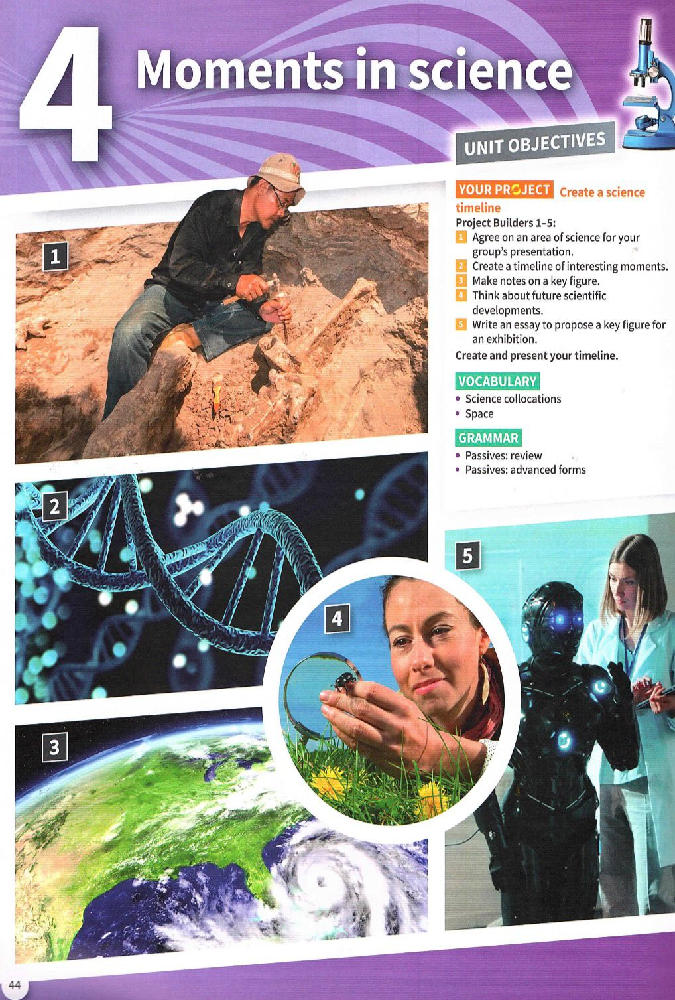 4 Moments in science
UNIT OBJECTIVES
YOUR PROJECT Create a science
timeline
Project Builders 1–5:
1 Agree on an area of science for your
group's presentation.
2 Create a timeline of interesting moments.
3 Make notes on a key figure.
4 Think about future scientific
developments.
5 Write an essay to propose a key figure for
an exhibition.
Create and present your timeline.
VOCABULARY
• Science collocations
• Space
GRAMMAR
• Passives: review
• Passives: advanced forms
1
2
3
4
5
44